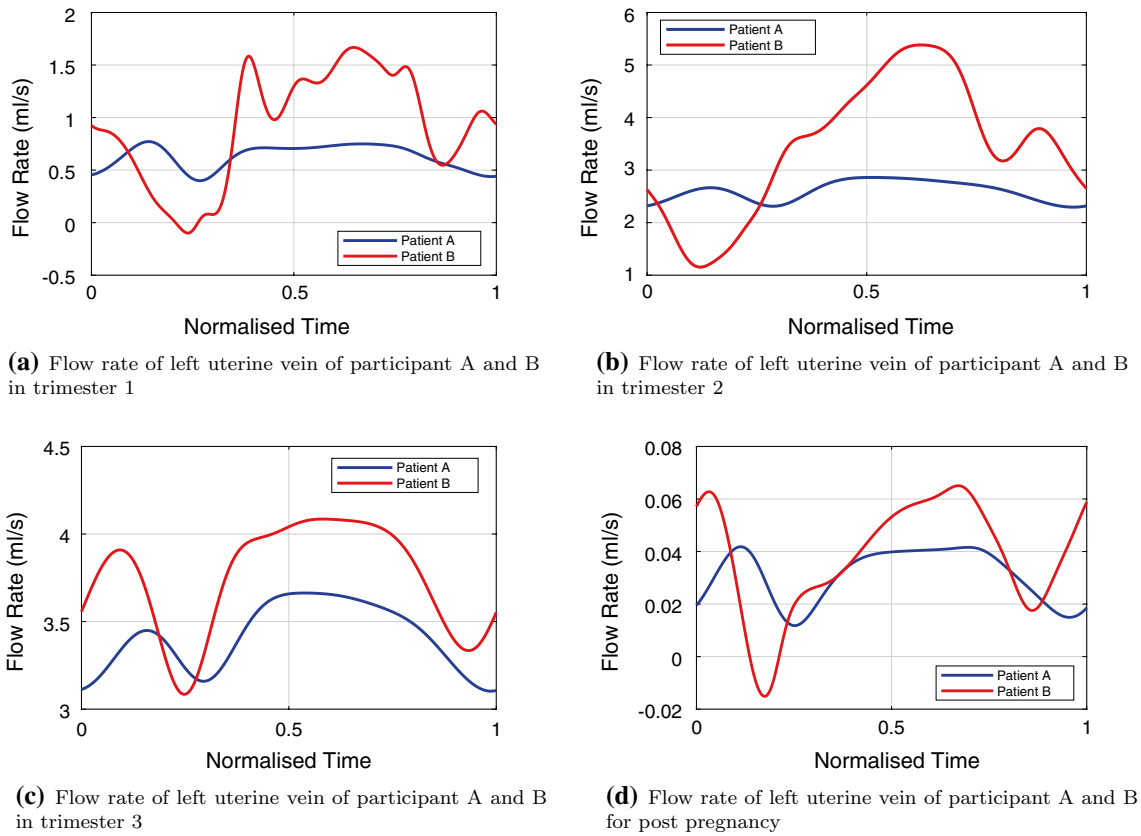 2
1.5
1
0.5
0
-0.5
Flow Rate (ml/s)
Patient A
Patient B
0
0.5
1
Normalised Time
(a) Flow rate of left uterine vein of participant A and B
in trimester 1
6
5
4
3
2
1
Flow Rate (ml/s)
Patient A
Patient B
0
0.5
1
Normalised Time
(b) Flow rate of left uterine vein of participant A and B
in trimester 2
4.5
4
3.5
3
Flow Rate (ml/s)
Patient A
Patient B
0
0.5
1
Normalised Time
(c) Flow rate of left uterine vein of participant A and B
in trimester 3
0.08
0.06
0.04
0.02
0
-0.02
Flow Rate (ml/s)
Patient A
Patient B
0
0.5
1
Normalised Time
(d) Flow rate of left uterine vein of participant A and B
for post pregnancy